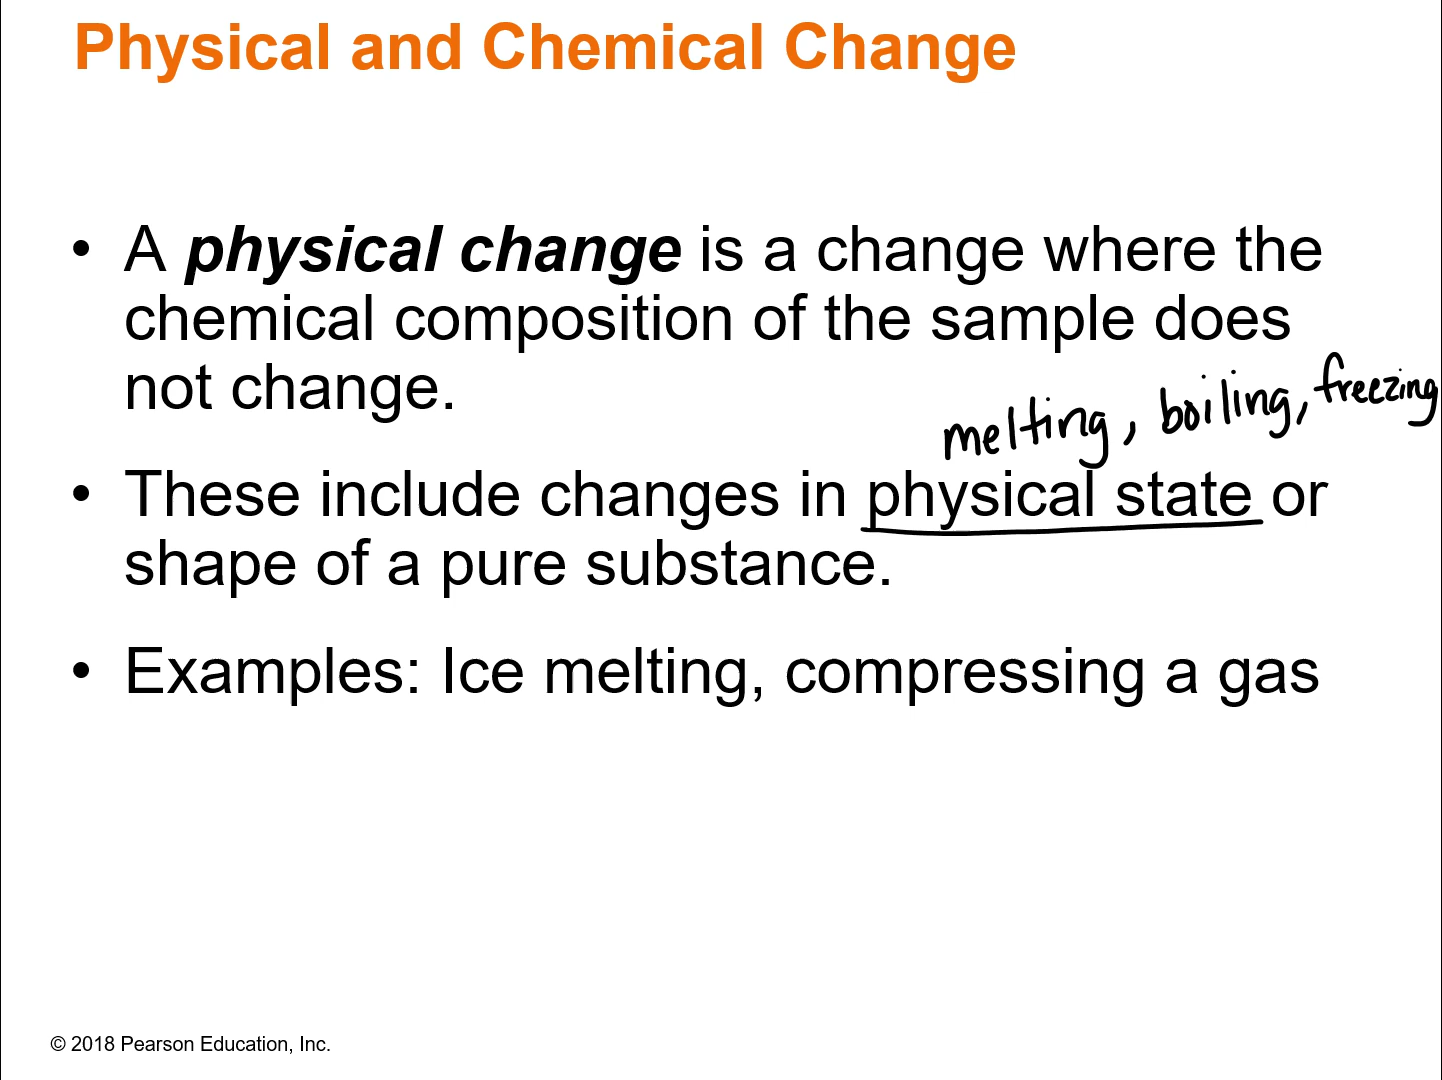 Physical and Chemical Change
• A physical change is a change where the
chemical composition of the sample does
not change.
melting, boiling, freezing
• These include changes in physical state or
shape of a pure substance.
• Examples: Ice melting, compressing a gas
© 2018 Pearson Education, Inc.